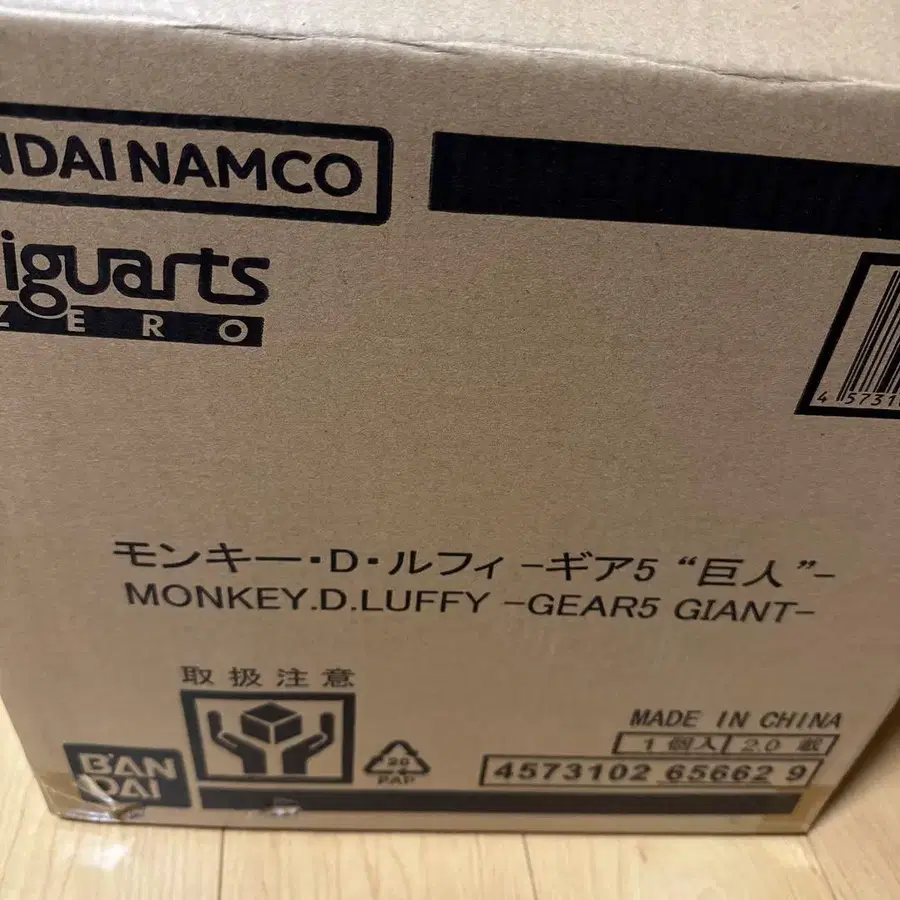 NDAI NAMCO
iguarts
ZERO
4 5731
モンキー・D・ルフィ -ギア5 “巨人”-
MONKEY.D.LUFFY -GEAR5 GIANT-
取扱注意
MADE IN CHINA
1個入 20 載
BAN
DAI
20
PAP
4573102 65662 9